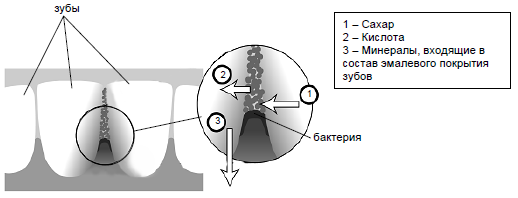 зубы
1 – Сахар
2 – Кислота
3 – Минералы, входящие в
состав эмалевого покрытия
зубов
2
1
3
бактерия